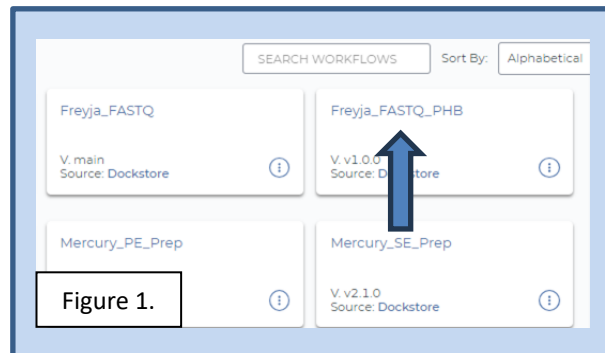 SEARCH WORKFLOWS
Sort By:
Alphabetical
Freyja_FASTQ
V. main
Source: Dockstore
Freyja_FASTQ_PHB
V. v1.0.0
Source: Dockstore
Mercury_PE_Prep
Mercury_SE_Prep
V. v2.1.0
Source: Dockstore
Figure 1.